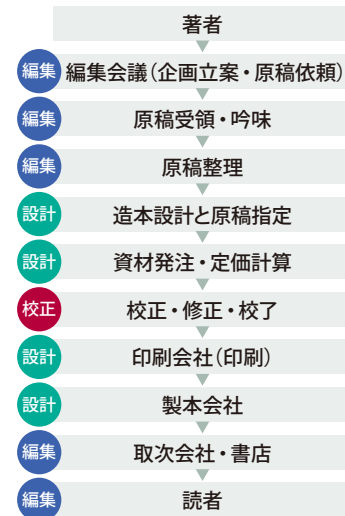 著者
編集 編集会議（企画立案・原稿依頼）
編集 原稿受領・吟味
編集 原稿整理
設計 造本設計と原稿指定
設計 資材発注・定価計算
校正 校正・修正・校了
設計 印刷会社（印刷）
設計 製本会社
編集 取次会社・書店
編集 読者